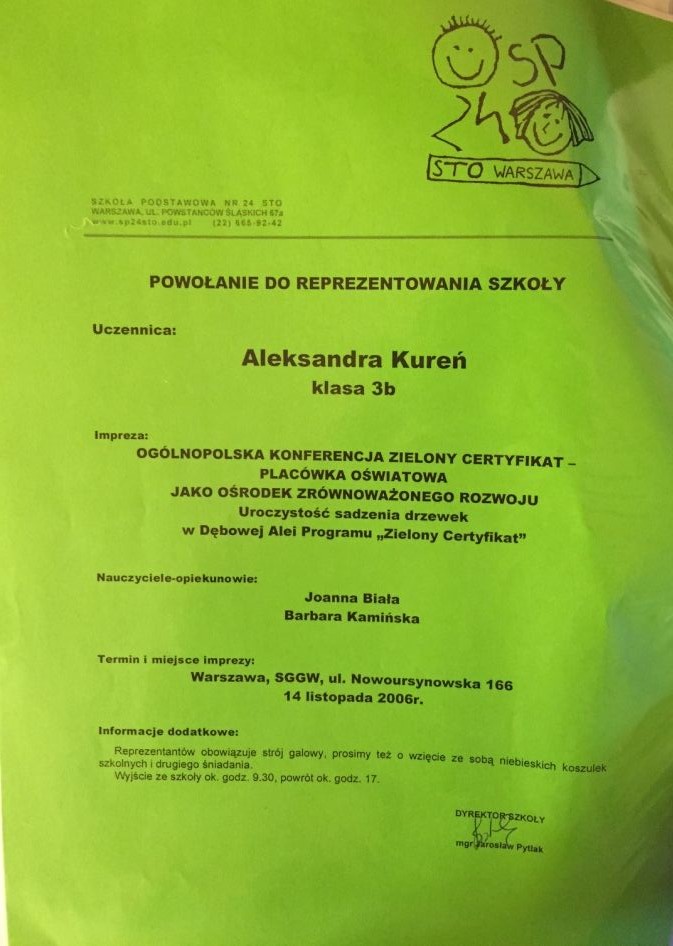 SP
24
STO WARSZAWA
SZKOŁA PODSTAWOWA NR 24 STO
WARSZAWA, UL. POWSTAŃCÓW ŚLĄSKICH 67a
www.sp24sto.edu.pl (22) 665-92-42
POWOŁANIE DO REPREZENTOWANIA SZKOŁY
Uczennica:
Aleksandra Kureń
klasa 3b
Impreza:
OGÓLNOPOLSKA KONFERENCJA ZIELONY CERTYFIKAT –
PLACÓWKA OŚWIATOWA
JAKO OŚRODEK ZRÓWNOWAŻONEGO ROZWOJU
Uroczystość sadzenia drzewek
w Dębowej Alei Programu „Zielony Certyfikat”
Nauczyciele-opiekunowie:
Joanna Biała
Barbara Kamińska
Termin i miejsce imprezy:
Warszawa, SGGW, ul. Nowoursynowska 166
14 listopada 2006r.
Informacje dodatkowe:
Reprezentantów obowiązuje strój galowy, prosimy też o wzięcie ze sobą niebieskich koszulek
szkolnych i drugiego śniadania.
Wyjście ze szkoły ok. godz. 9.30, powrót ok. godz. 17.
DYREKTOR SZKOŁY
mgr Jarosław Pytlak